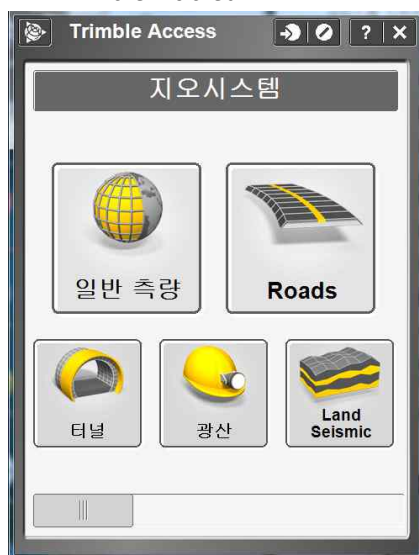 Trimble Access
? X
지오시스템
일반 측량
Roads
터널
광산
Land
Seismic